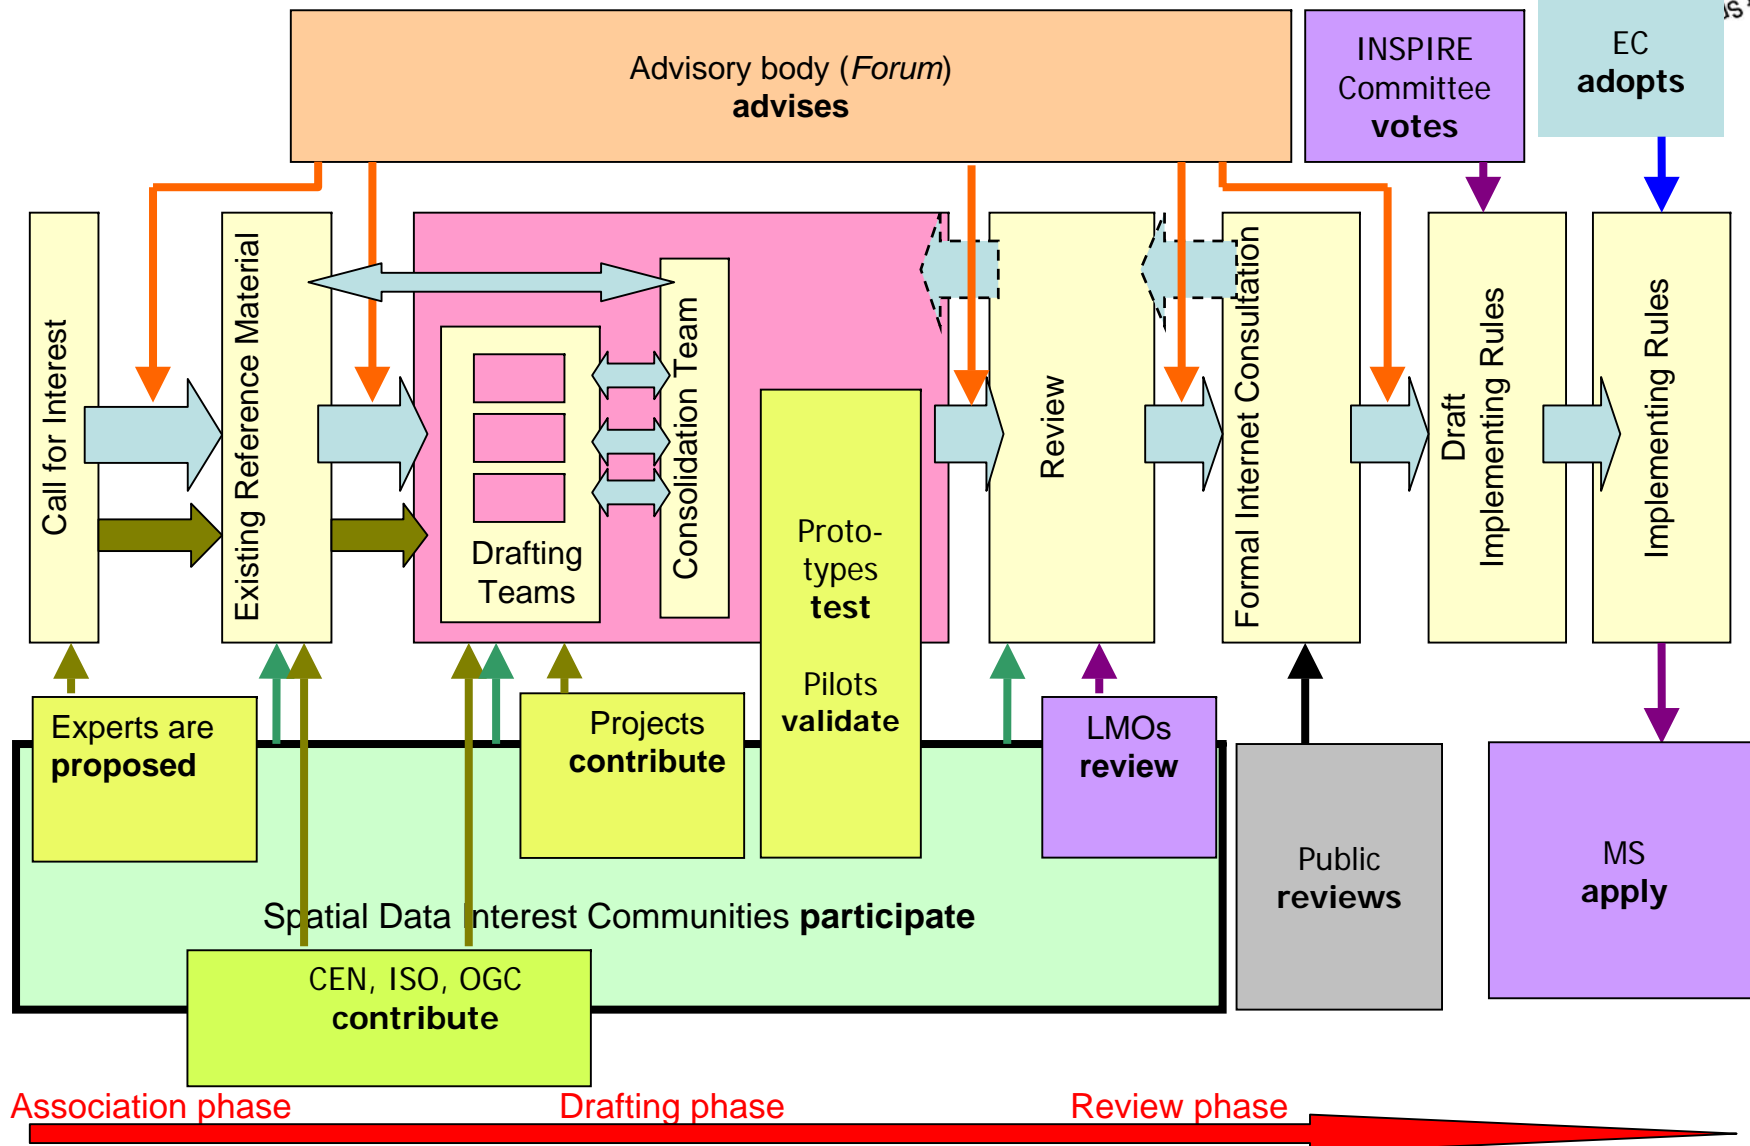 Advisory body (Forum)
advises
INSPIRE
Committee
votes
EC
adopts
Call for Interest
Existing Reference Material
Drafting
Teams
Consolidation Team
Proto-
types
test
Pilots
validate
Review
Formal Internet Consultation
Draft
Implementing Rules
Implementing Rules
Experts are
proposed
Projects
contribute
LMOs
review
Public
reviews
MS
apply
Spatial Data Interest Communities participate
CEN, ISO, OGC
contribute
Association phase
Drafting phase
Review phase